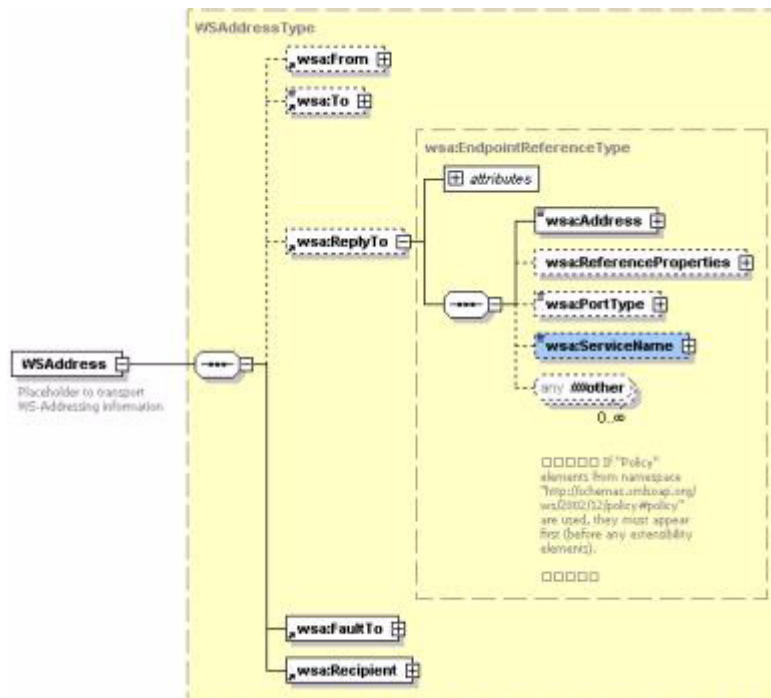 WSAddressType
wsa:From
wsa:To
wsa:EndpointReferenceType
attributes
wsa:Address
wsa:ReplyTo
wsa:ReferenceProperties
wsa:PortType
wsa:ServiceName
WSAddress
Placeholder to transport
WS-Addressing information
any ##other
0..∞
If "Policy"
elements from namespace
"http://schemas.xmlsoap.org/
ws/2002/12/policy#policy"
are used, they must appear
first (before any extensibility
elements).
wsa:FaultTo
wsa:Recipient